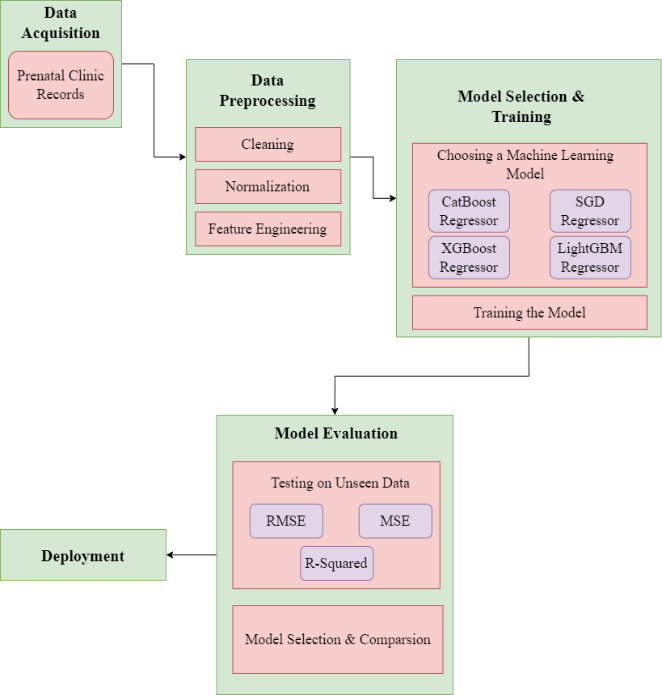 Data
Acquisition
Prenatal Clinic
Records
Data
Preprocessing
Cleaning
Normalization
Feature Engineering
Model Selection &
Training
Choosing a Machine Learning
Model
CatBoost
Regressor
SGD
Regressor
XGBoost
Regressor
LightGBM
Regressor
Training the Model
Model Evaluation
Testing on Unseen Data
RMSE
MSE
R-Squared
Model Selection & Comparsion
Deployment